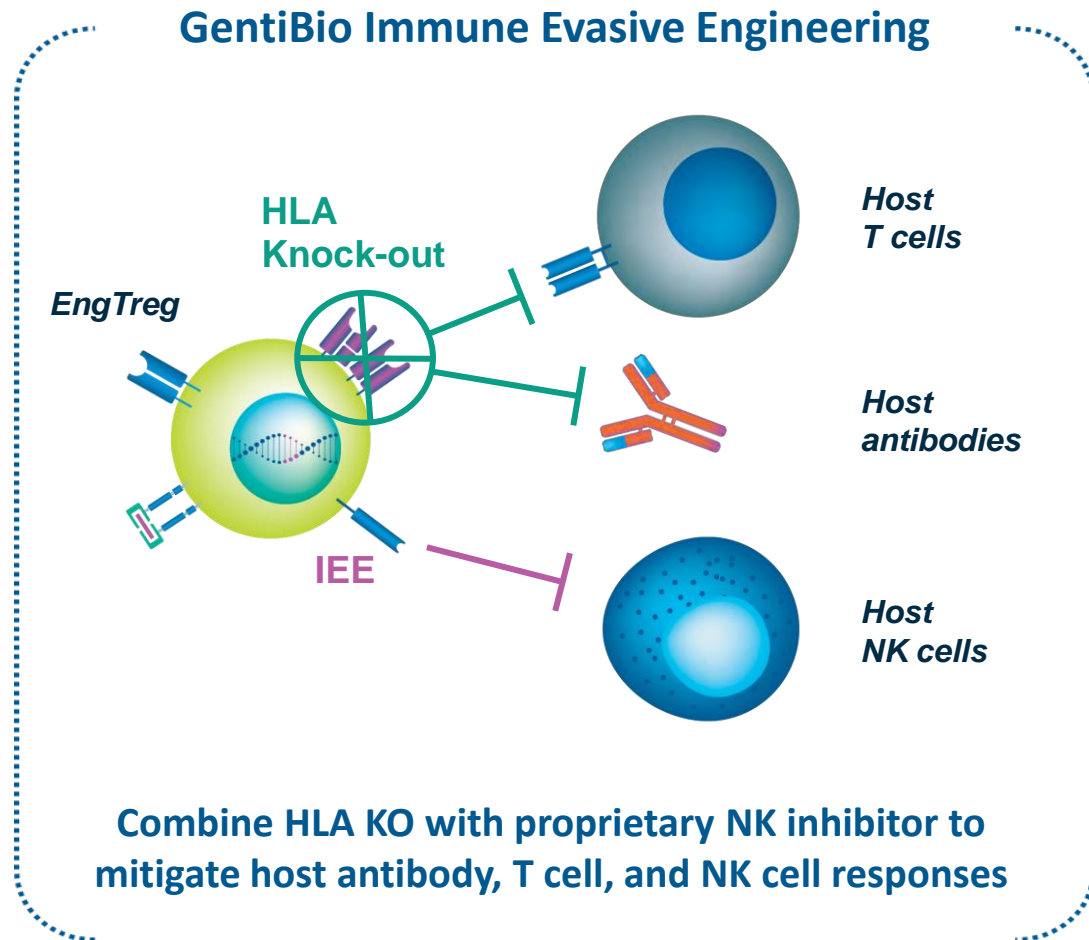 GentiBio Immune Evasive Engineering
HLA
Knock-out
EngTreg
IEE
Host
T cells
Host
antibodies
Host
NK cells
Combine HLA KO with proprietary NK inhibitor to
mitigate host antibody, T cell, and NK cell responses